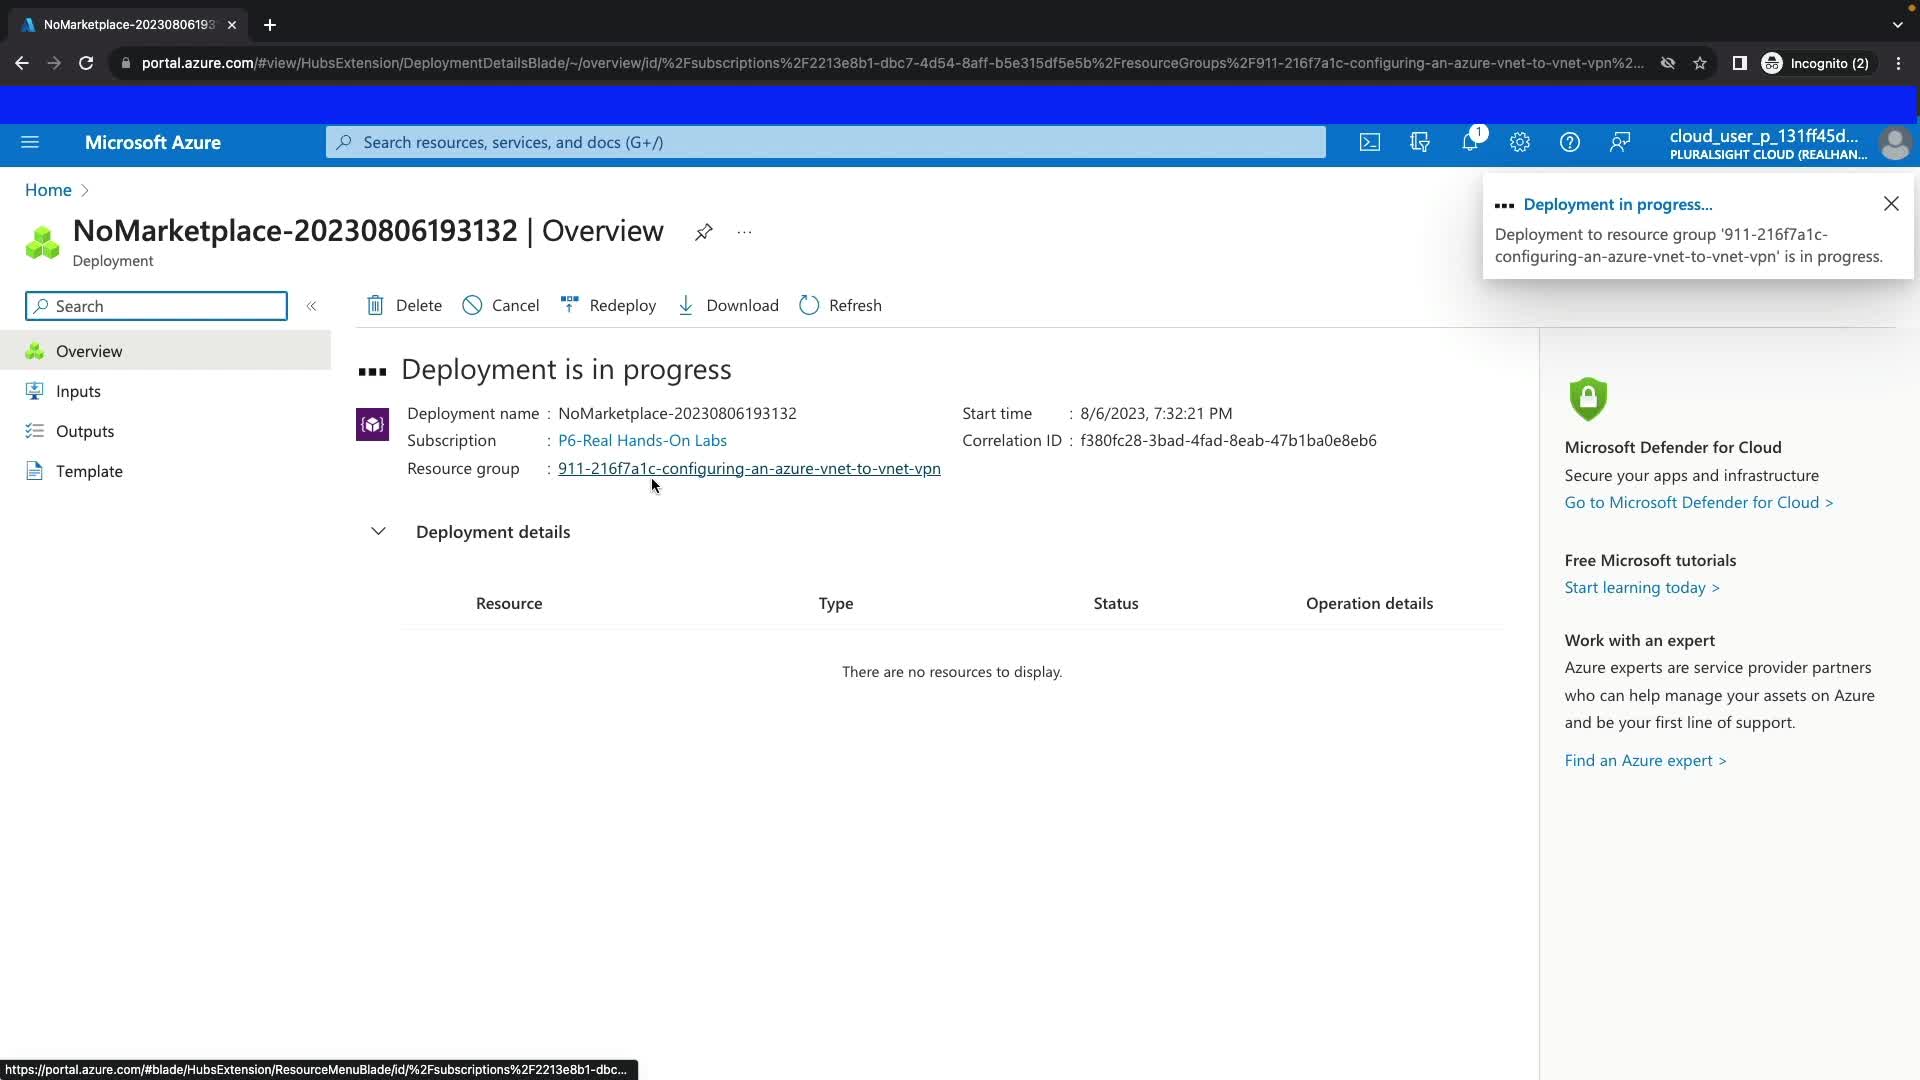 NoMarketplace-20230806193
portal.azure.com/#view/HubsExtension/DeploymentDetailsBlade/~/overview/id/%2Fsubscriptions%2F2213e8b1-dbc7-4d54-8aff-b5e315df5e5b%2FresourceGroups%2F911-216f7a1c-configuring-an-azure-vnet-to-vnet-vpn%2...
Incognito (2)
Microsoft Azure
Search resources, services, and docs (G+/)
1
cloud_user_p_131ff45d...
PLURALSIGHT CLOUD (REALHAN...
Home
Deployment in progress...
Deployment to resource group '911-216f7a1c-
configuring-an-azure-vnet-to-vnet-vpn' is in progress.
NoMarketplace-20230806193132 | Overview
...
Deployment
Search
«
Delete
Cancel
Redeploy
Download
Refresh
Overview
Inputs
Outputs
Template
Deployment is in progress
Deployment name : NoMarketplace-20230806193132
Subscription : P6-Real Hands-On Labs
Resource group : 911-216f7a1c-configuring-an-azure-vnet-to-vnet-vpn
Start time : 8/6/2023, 7:32:21 PM
Correlation ID : f380fc28-3bad-4fad-8eab-47b1ba0e8eb6
Deployment details
Resource Type Status Operation details
There are no resources to display.
Microsoft Defender for Cloud
Secure your apps and infrastructure
Go to Microsoft Defender for Cloud >
Free Microsoft tutorials
Start learning today >
Work with an expert
Azure experts are service provider partners
who can help manage your assets on Azure
and be your first line of support.
Find an Azure expert >
https://portal.azure.com/#blade/HubsExtension/ResourceMenuBlade/id/%2Fsubscriptions%2F2213e8b1-dbc...